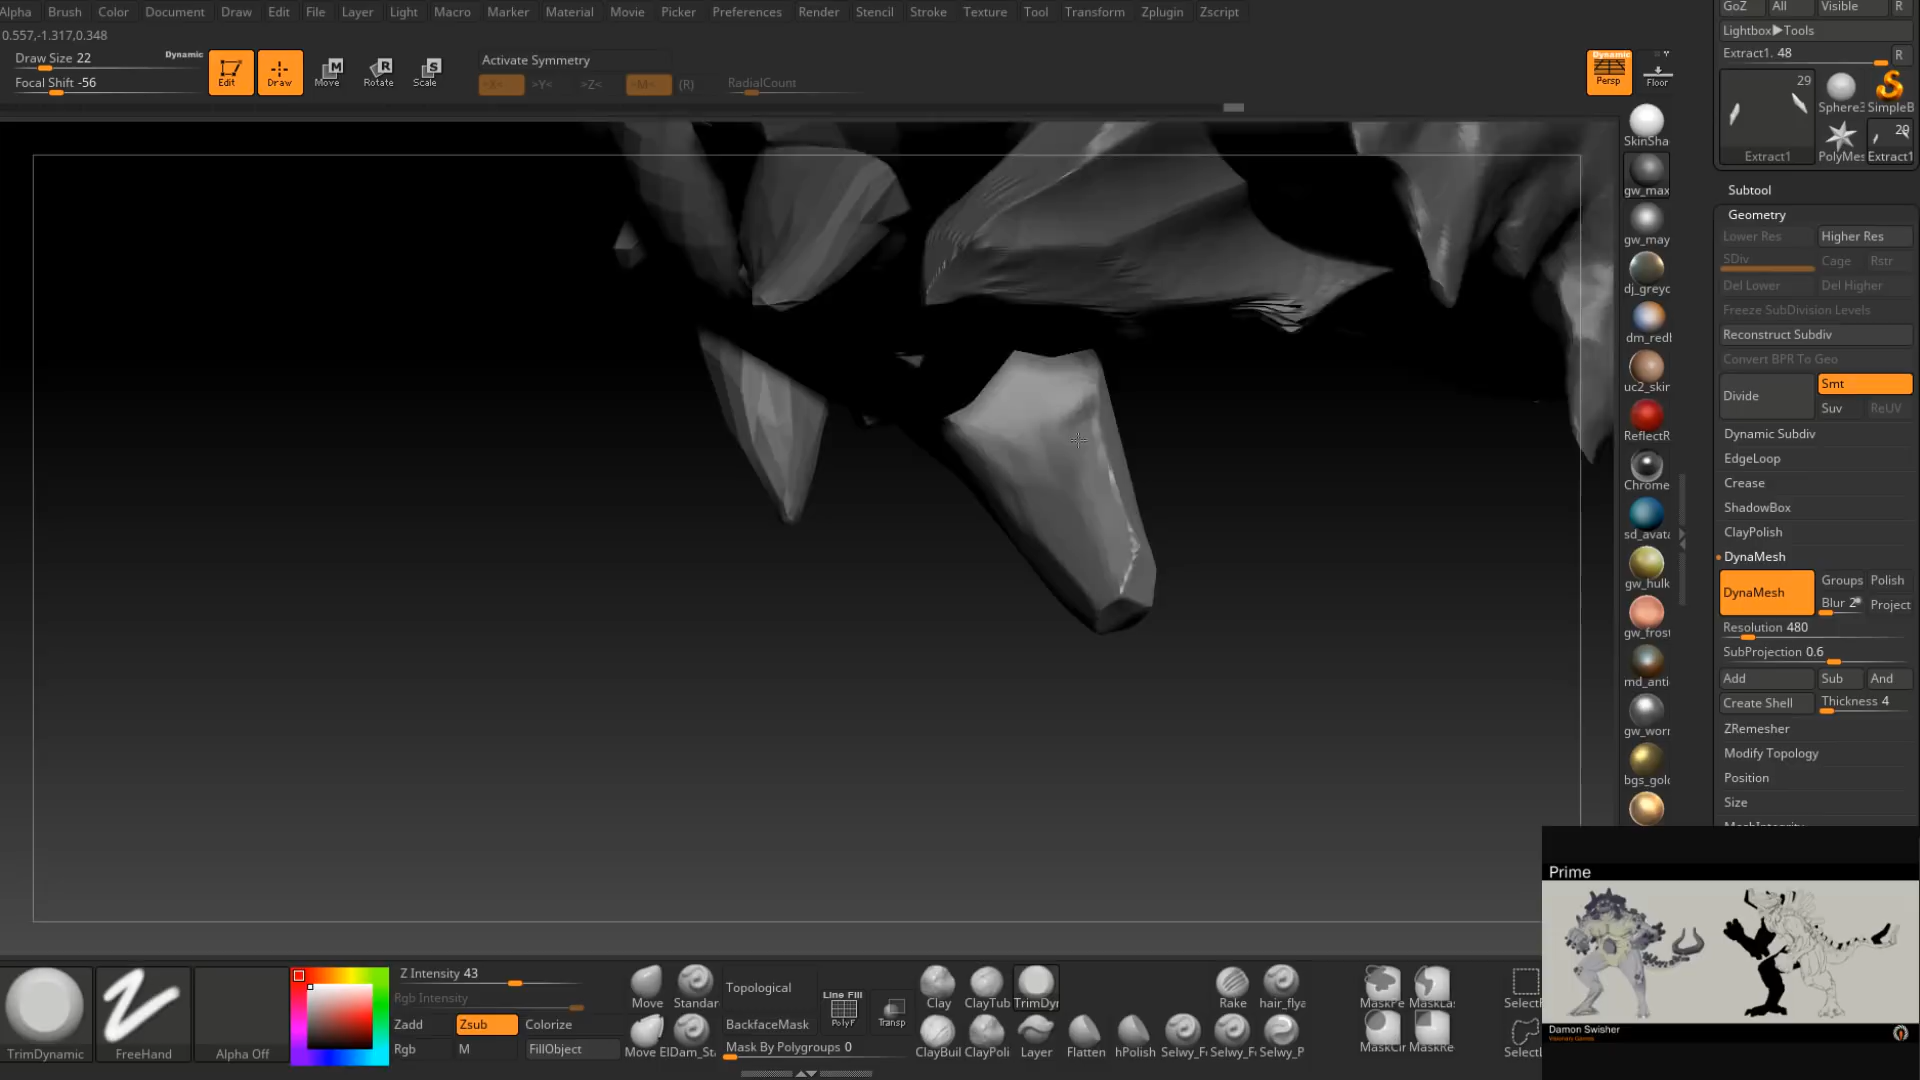 Alpha Brush Color Document Draw Edit File Layer Light Macro Marker Material Movie Picker Preferences Render Stencil Stroke Texture Tool Transform Zplugin Zscript
0.557,-1.317,0.348
Draw Size 22
Dynamic
Focal Shift -56
Edit
Draw
Move
Rotate
Scale
Activate Symmetry
>X< >Y< >Z< >M< (R) RadialCount
Dynamic
Persp
Floor
GoZ All Visible R
Lightbox▶Tools
Extract1. 48 R
29
Sphere3 SimpleB
29
Extract1 PolyMes Extract1
Subtool
Geometry
Lower Res Higher Res
SDiv Cage Rstr
Del Lower Del Higher
Freeze SubDivision Levels
Reconstruct Subdiv
Convert BPR To Geo
Divide Smt
Suv ReUV
Dynamic Subdiv
EdgeLoop
Crease
ShadowBox
ClayPolish
DynaMesh
DynaMesh Groups Polish
Blur 2 Project
Resolution 480
SubProjection 0.6
Add Sub And
Create Shell Thickness 4
ZRemesher
Modify Topology
Position
Size
SkinSha
gw_max
gw_may
dj_greyc
dm_redl
uc2_skin
ReflectR
Chrome
sd_avata
gw_hulk
gw_frost
md_anti
gw_worn
bgs_gold
Prime
Damon Swisher
TrimDynamic
FreeHand
Alpha Off
Z Intensity 43
Rgb Intensity
Zadd Zsub Colorize
Rgb M FillObject
Move Standar
Move ElDam_St
Topological
BackfaceMask
Mask By Polygroups 0
Line Fill
PolyF
Transp
Clay ClayTub TrimDyn
ClayBuil ClayPoli Layer Flatten hPolish Selwy_F Selwy_F Selwy_P
Rake hair_flya
MaskPe MaskLas
MaskCir MaskRe
SelectR
SelectL